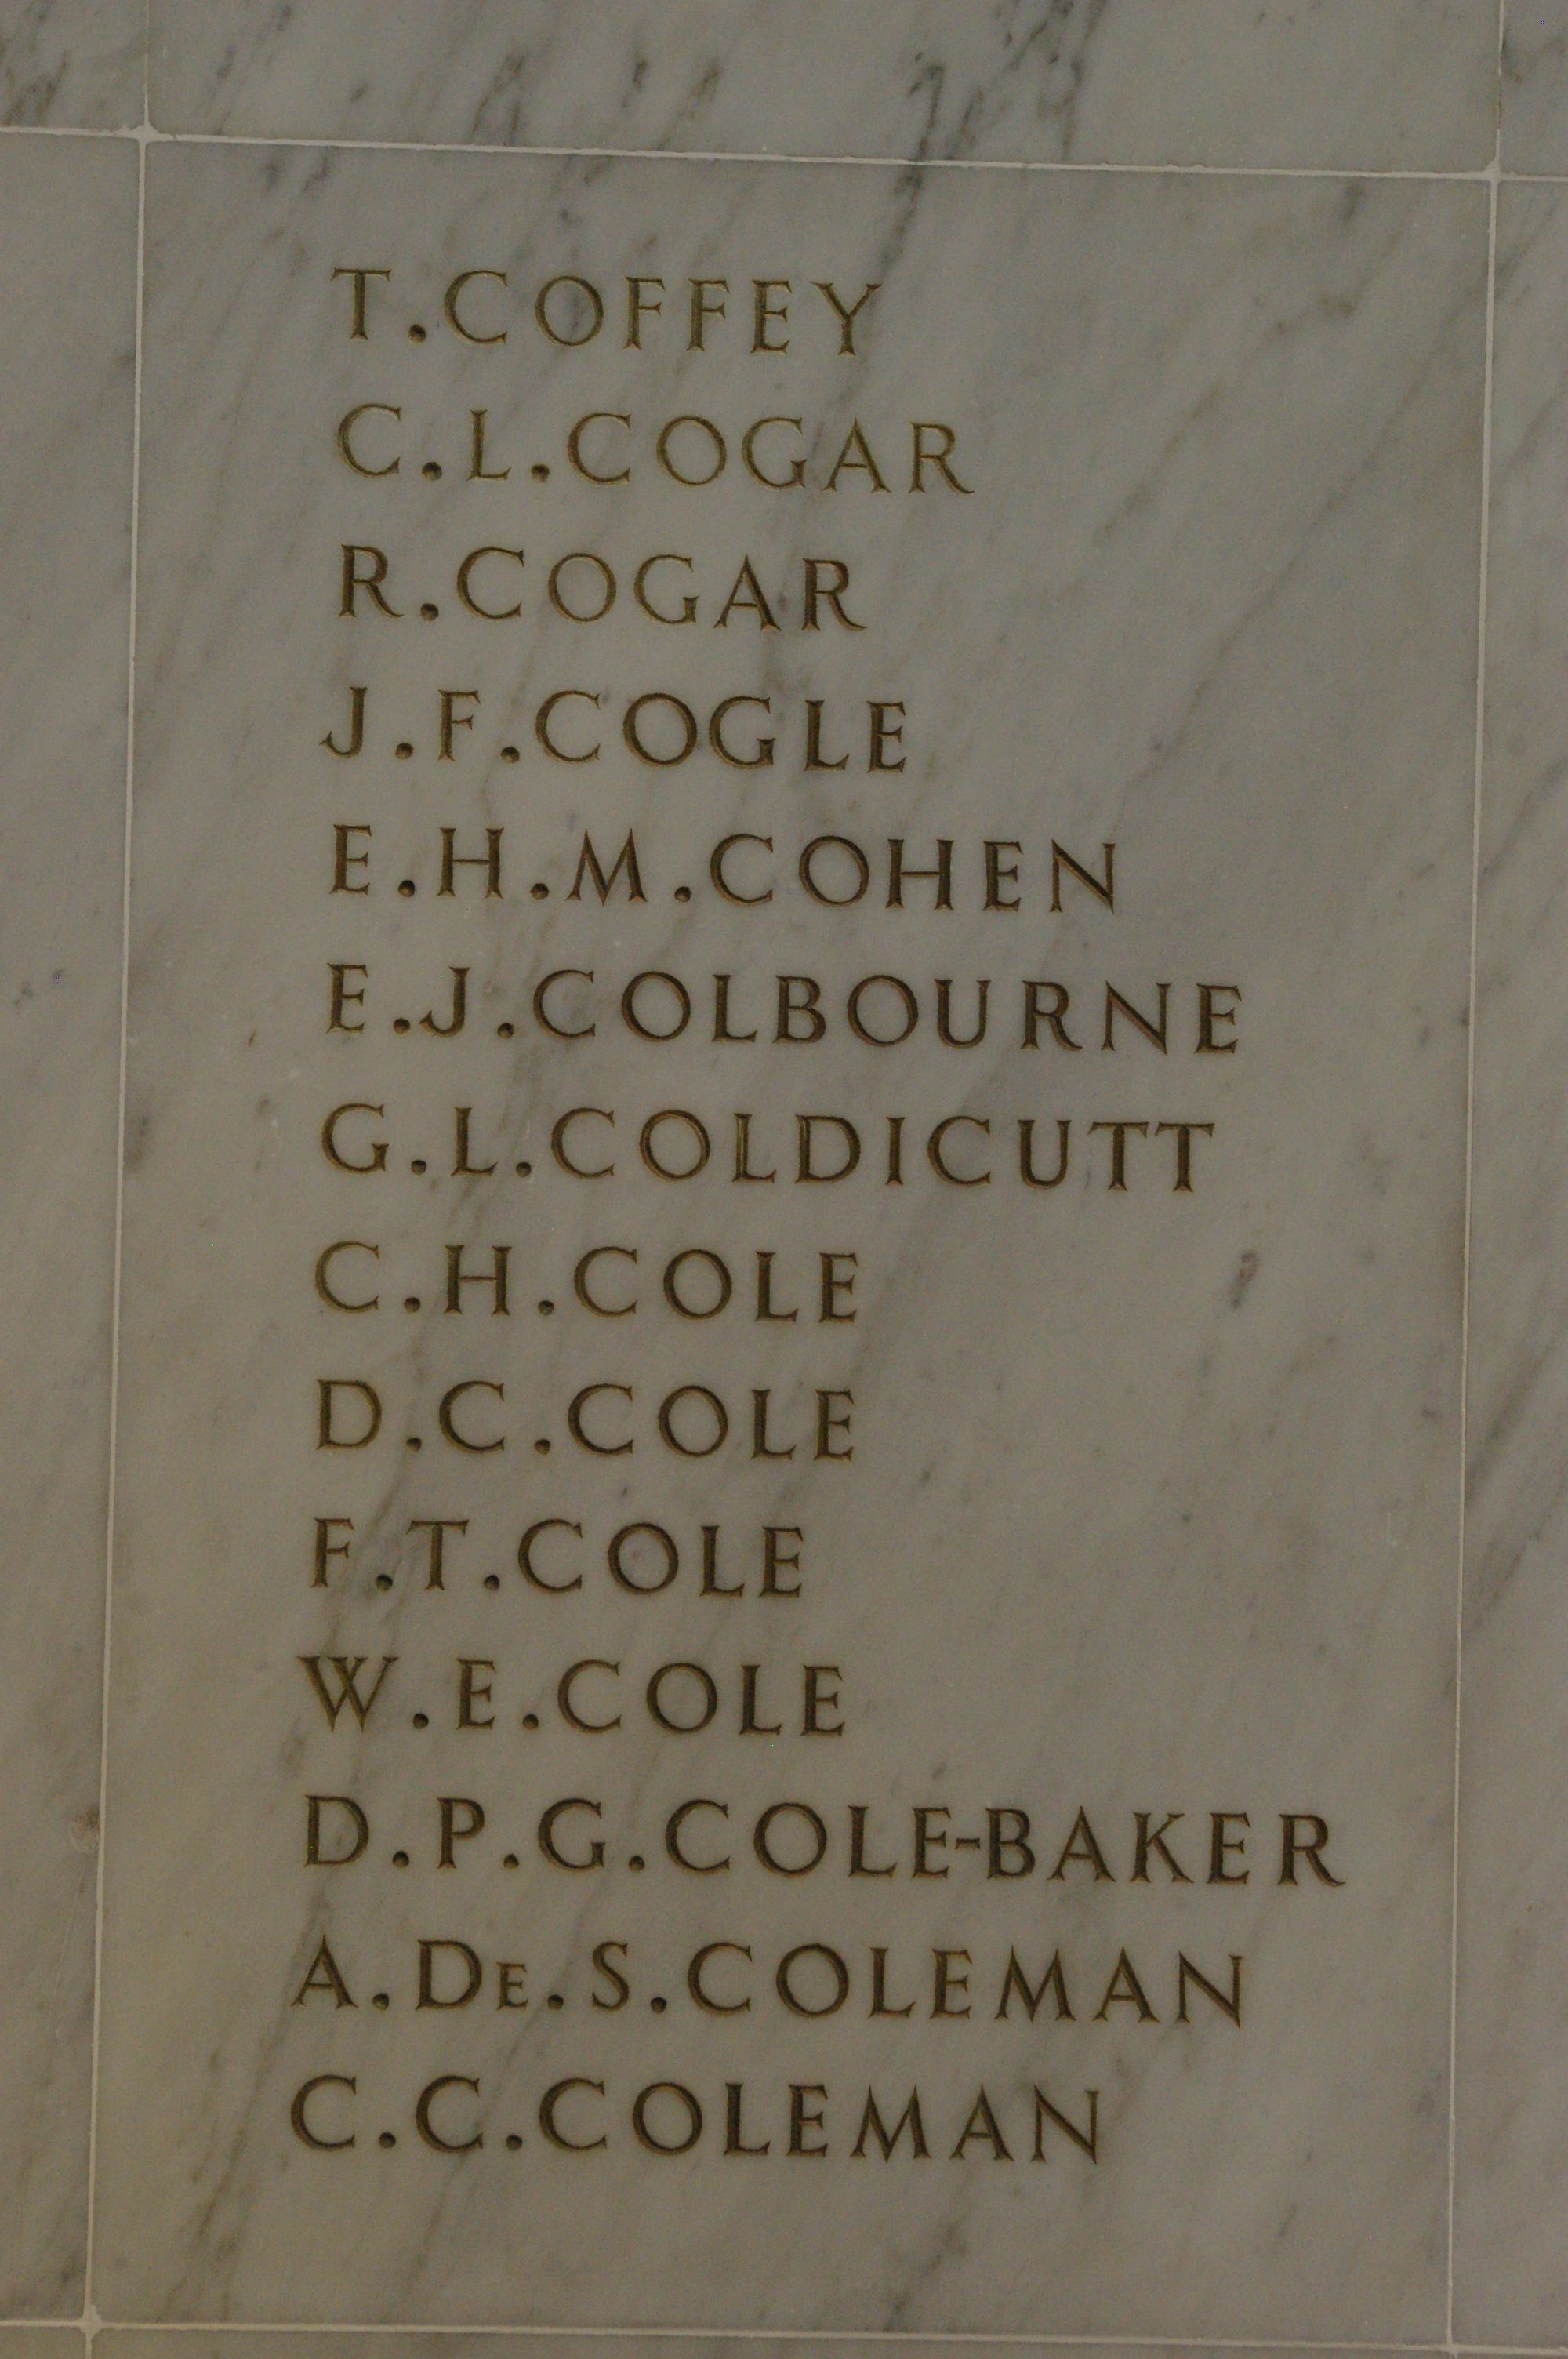 T.COFFEY
C.L.COGAR
R.COGAR
J.F.COGLE
E.H.M.COHEN
E.J.COLBOURNE
G.L.COLDICUTT
C.H.COLE
D.C.COLE
F.T.COLE
W.E.COLE
D.P.G.COLE-BAKER
A.DE.S.COLEMAN
C.C.COLEMAN